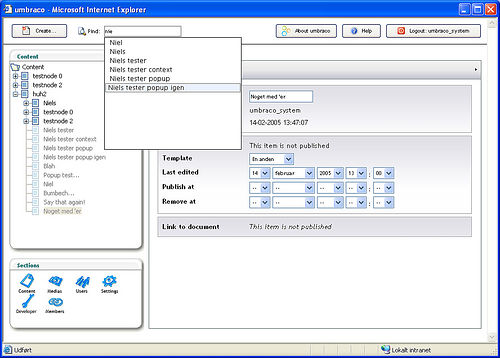 umbraco - Microsoft Internet Explorer
Create... Find: Nie About umbraco Help Logout: umbraco_system
Niel
Niels
Niels tester
Niels tester context
Niels tester popup
Niels tester popup igen
Content
Content
testnode 0
testnode 2
huh2
Niels
testnode 0
testnode 2
Niels tester
Niels tester context
Niels tester popup
Niels tester popup igen
Blah
Popup test...
Niel
Bumbech...
Say that again!
Noget med 'er
Noget med 'er
umbraco_system
14-02-2005 13:47:07
This item is not published
Template En anden
Last edited 14 februar 2005 13 : 00
Publish at -- -- -- -- : --
Remove at -- -- -- -- : --
Link to document This item is not published
Sections
Content Medias Users Settings
Developer Members
Udført Lokalt intranet